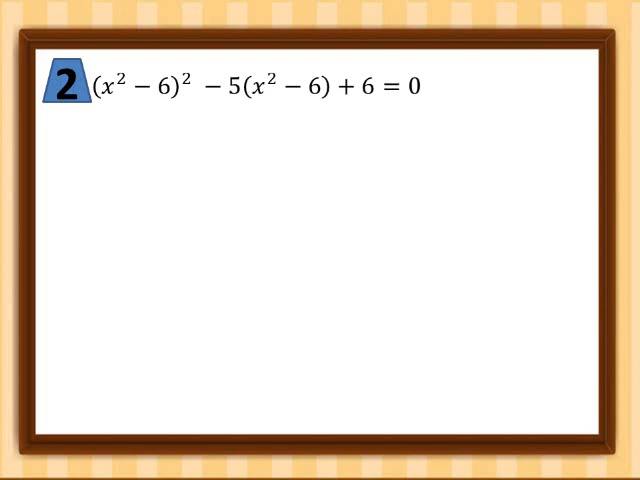 2 (𝑥² − 6)² − 5(𝑥² − 6) + 6 = 0